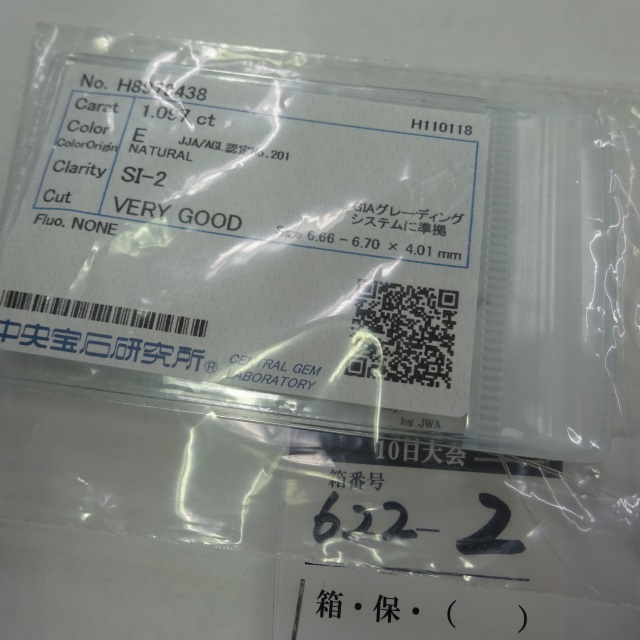 No.
H110118
Carat ct
Color E JJA/AGL
ColorOrigin NATURAL
Clarity SI-2
Cut VERY GOOD
GIAグレーディング
システムに準拠
Fluo. NONE
Size 6.66 - 6.70 × 4.01 mm
中央宝石研究所®
CENTRAL GEM
LABORATORY
by JWA
10日大会
箱番号
622-2
箱・保・( )